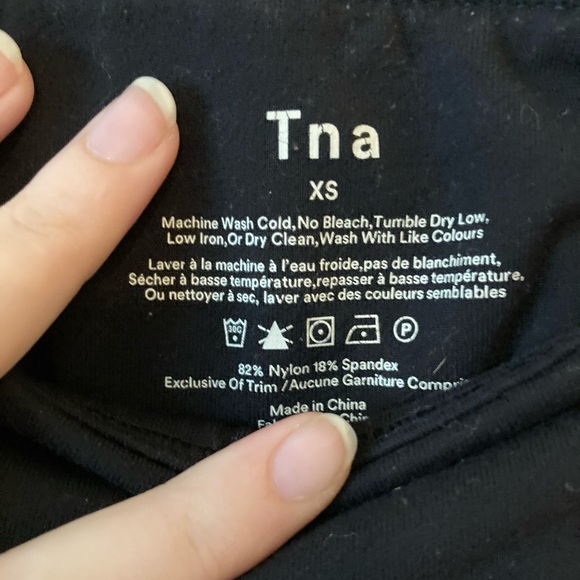 Tna
XS
Machine Wash Cold,No Bleach,Tumble Dry Low,
Low Iron,Or Dry Clean,Wash With Like Colours
Laver à la machine à l'eau froide,pas de blanchiment,
Sécher à basse température,repasser à basse température,
Ou nettoyer à sec, laver avec des couleurs semblables
30C P
82% Nylon 18% Spandex
Exclusive Of Trim /Aucune Garniture
Made in China